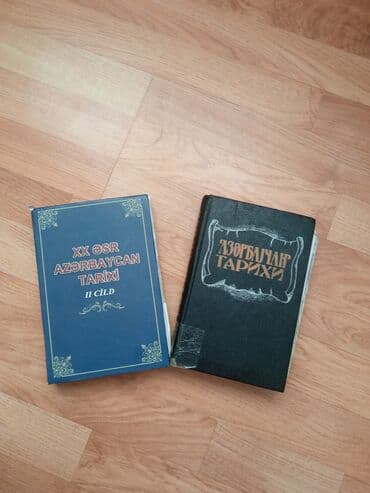 XX ƏSR
AZƏRBAYCAN
TARİXİ
II CİLD
АЗӘРБАЈҸАН
ТАРИХИ